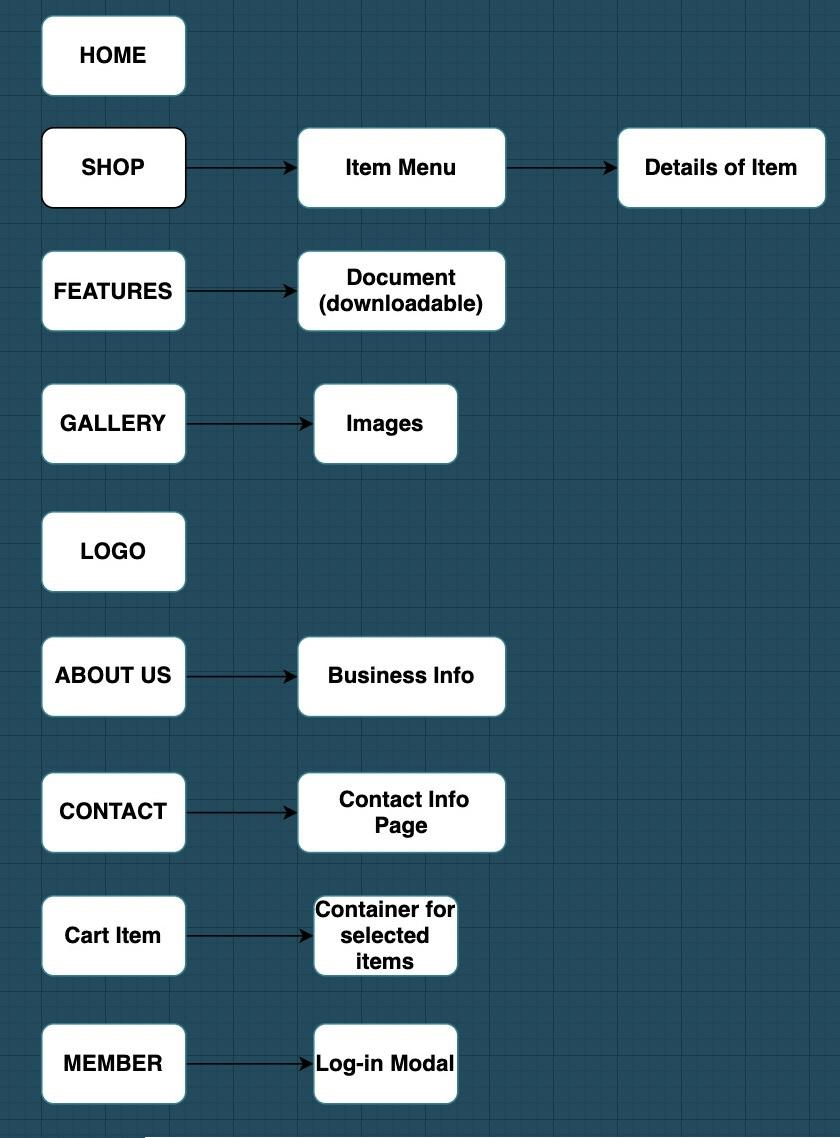 HOME
SHOP
Item Menu
Details of Item
FEATURES
Document
(downloadable)
GALLERY
Images
LOGO
ABOUT US
Business Info
CONTACT
Contact Info
Page
Cart Item
Container for
selected
items
MEMBER
Log-in Modal